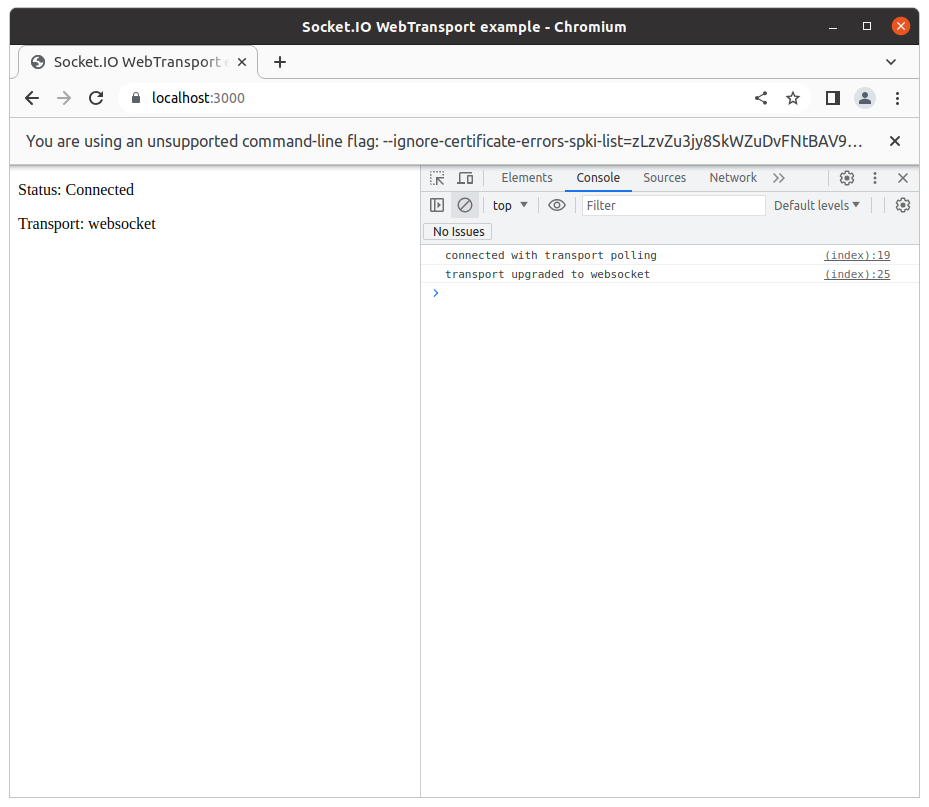 Socket.IO WebTransport example - Chromium
Socket.IO WebTransport e
localhost:3000
You are using an unsupported command-line flag: --ignore-certificate-errors-spki-list=zLzvZu3jy8SkWZuDvFNtBAV9…
Status: Connected
Transport: websocket
Elements Console Sources Network
top Filter Default levels
No Issues
connected with transport polling (index):19
transport upgraded to websocket (index):25